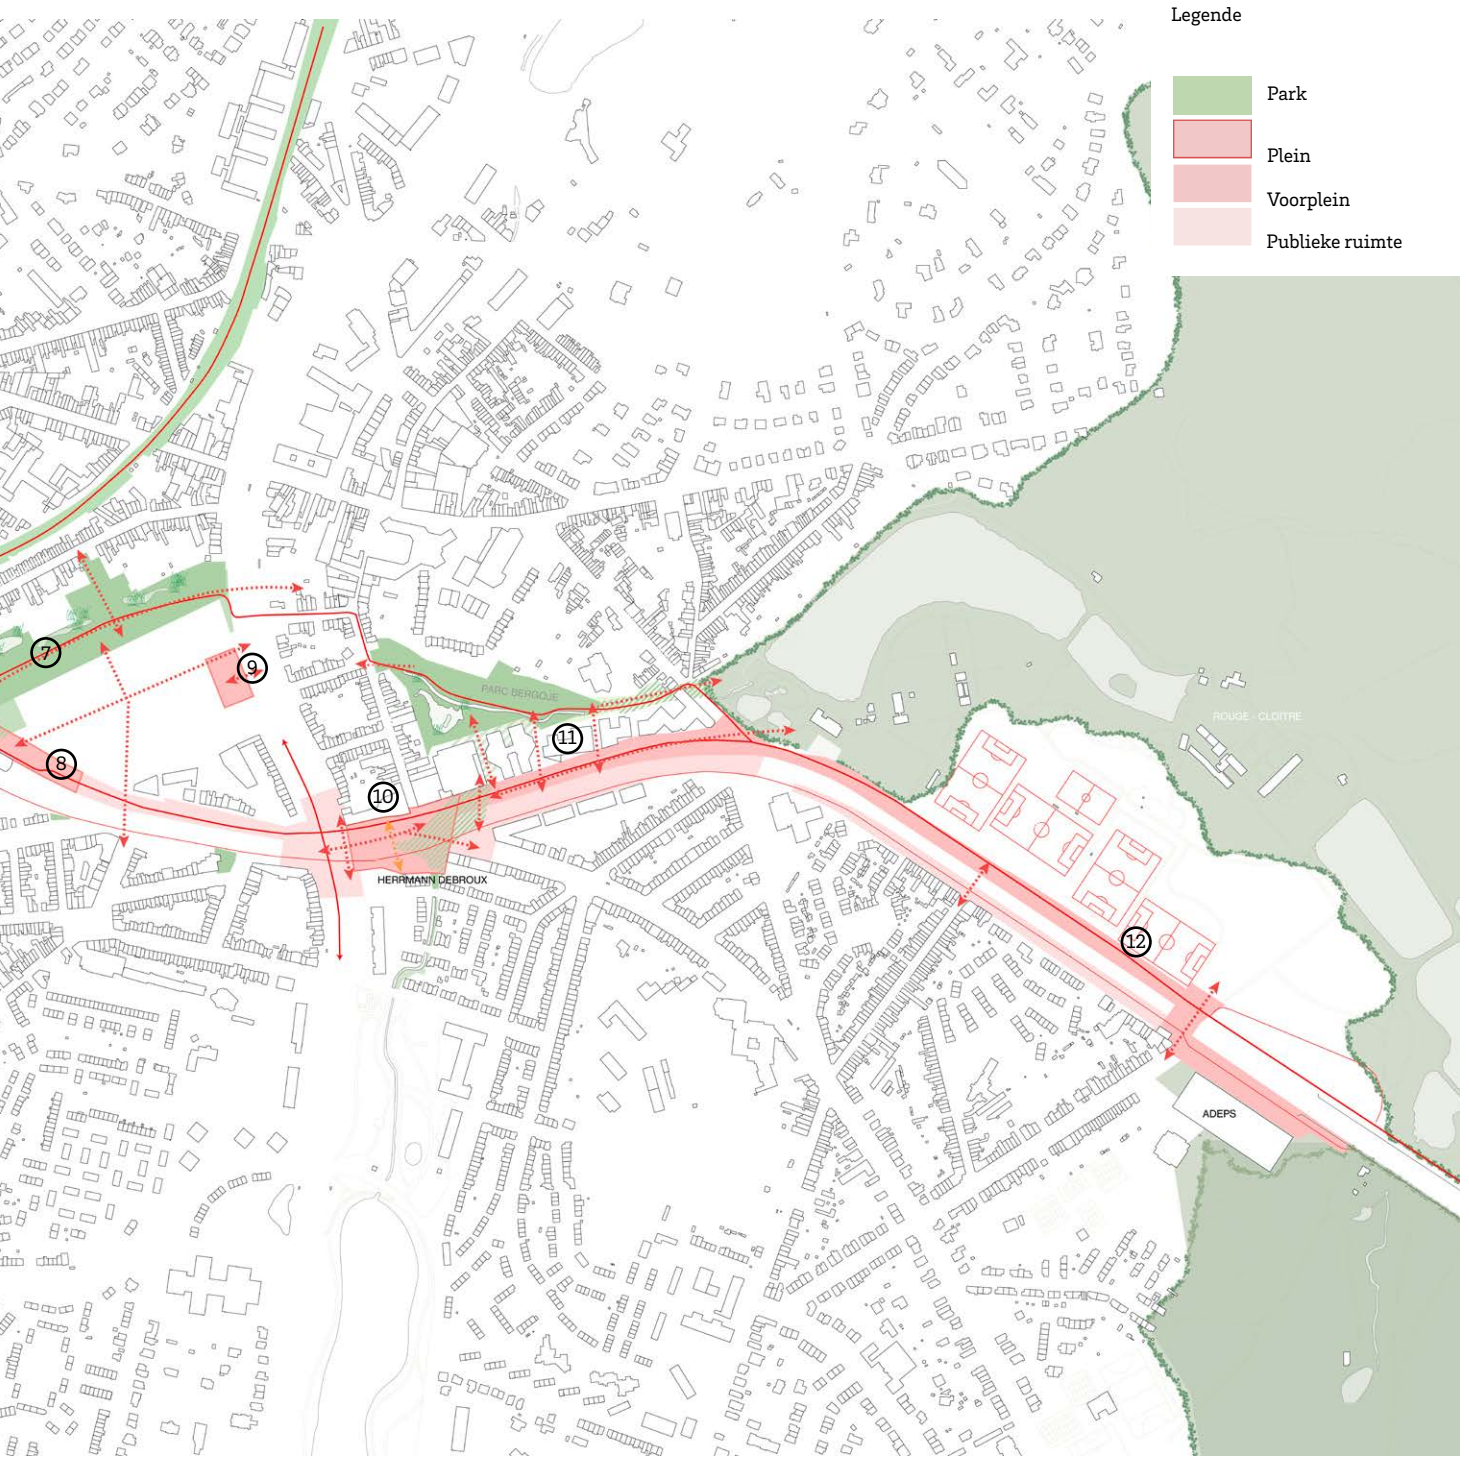 Legende
Park
Plein
Voorplein
Publieke ruimte
7
9
PARC BERGOJE
ROUGE - CLOITRE
11
8
10
HERRMANN DEBROUX
12
ADEPS